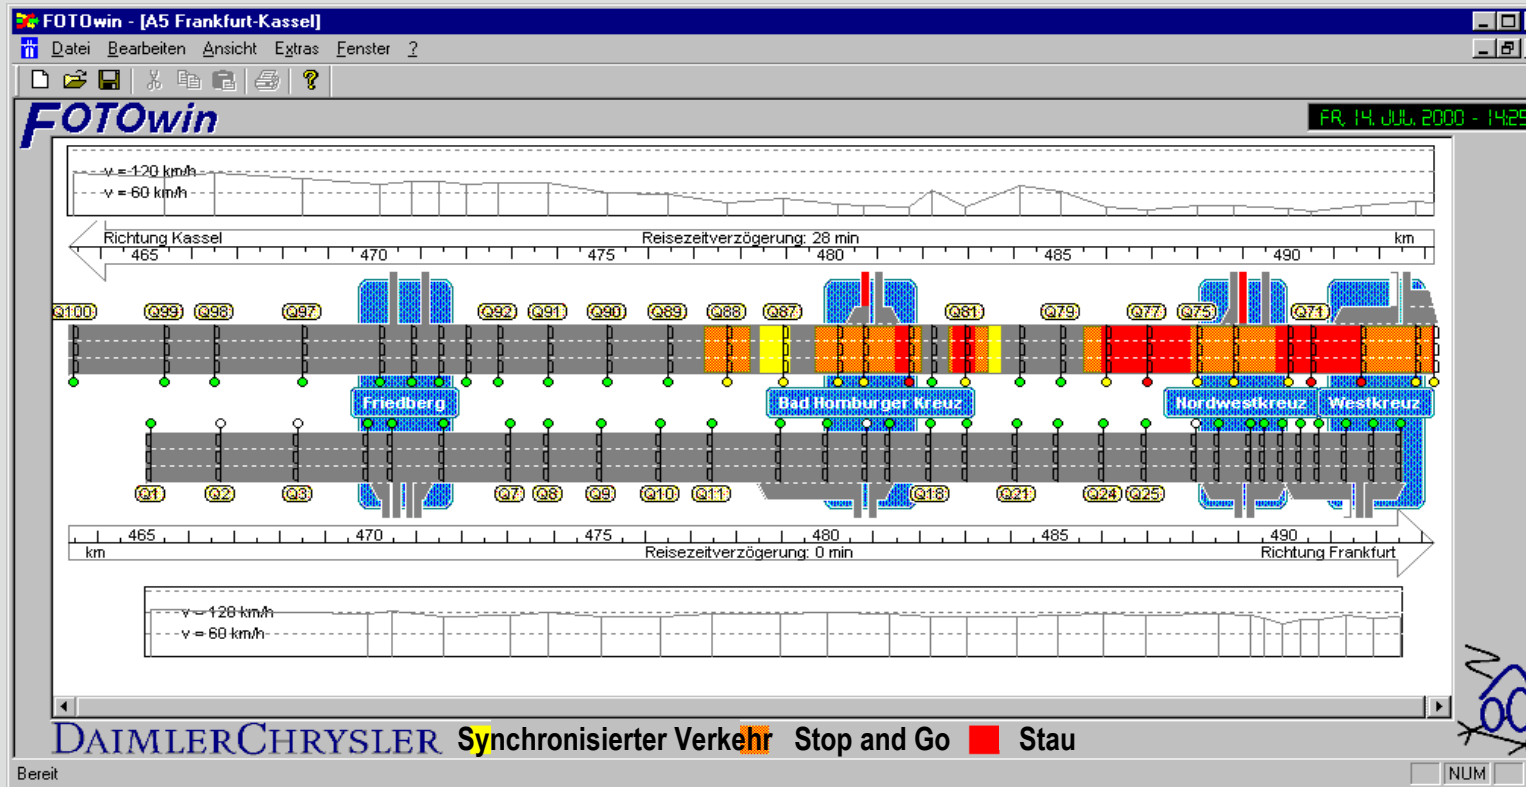 FOTOwin - [A5 Frankfurt-Kassel]
Datei Bearbeiten Ansicht Extras Fenster ?
FOTOwin
FR, 14. JUL. 2000 - 14:25
v = 120 km/h
v = 60 km/h
Richtung Kassel Reisezeitverzögerung: 28 min km
465 470 475 480 485 490
Q100 Q99 Q98 Q97 Q92 Q91 Q90 Q89 Q88 Q87 Q81 Q79 Q77 Q75 Q71
Friedberg Bad Homburger Kreuz Nordwestkreuz Westkreuz
Q1 Q2 Q3 Q7 Q8 Q9 Q10 Q11 Q18 Q21 Q24 Q25
465 470 475 480 485 490
km Reisezeitverzögerung: 0 min Richtung Frankfurt
v = 120 km/h
v = 60 km/h
DAIMLERCHRYSLER Synchronisierter Verkehr Stop and Go Stau
Bereit NUM